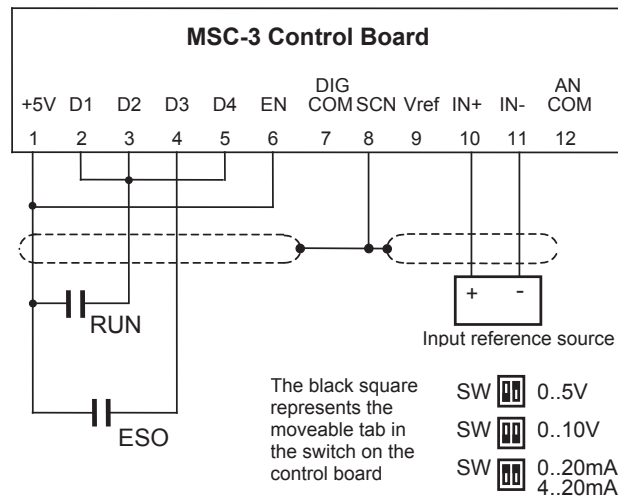 MSC-3 Control Board
DIG AN
+5V D1 D2 D3 D4 EN COM SCN Vref IN+ IN- COM
1 2 3 4 5 6 7 8 9 10 11 12
+ -
RUN
Input reference source
ESO
The black square
represents the
moveable tab in
the switch on the
control board
SW 0..5V
SW 0..10V
SW 0..20mA
4..20mA